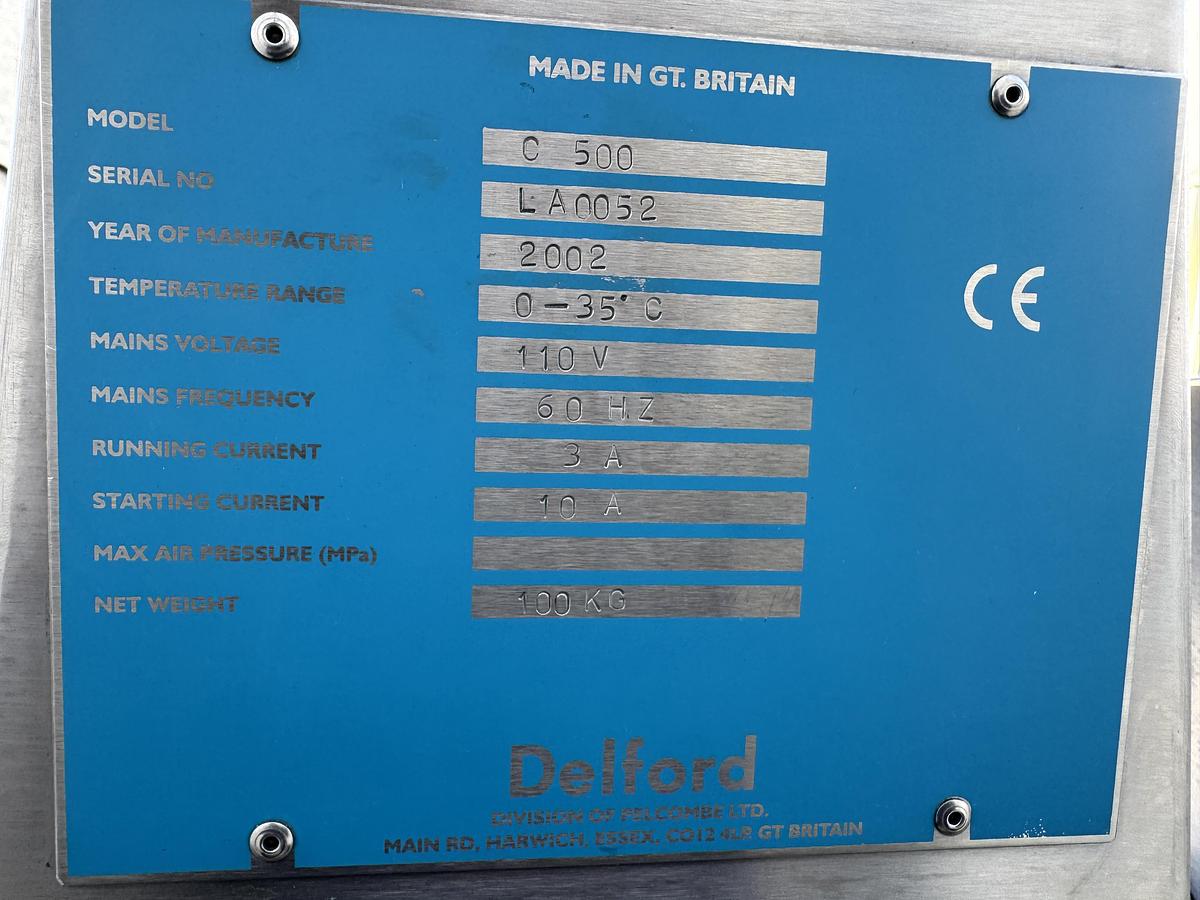 MADE IN GT. BRITAIN
MODEL C 500
SERIAL NO LA0052
YEAR OF MANUFACTURE 2002
TEMPERATURE RANGE 0-35° C
MAINS VOLTAGE 110 V
MAINS FREQUENCY 60 HZ
RUNNING CURRENT 3 A
STARTING CURRENT 10 A
MAX AIR PRESSURE (MPa)
NET WEIGHT 100 KG
CE
Delford
DIVISION OF PELCOMBE LTD.
MAIN RD, HARWICH, ESSEX, CO12 4LP, GT BRITAIN